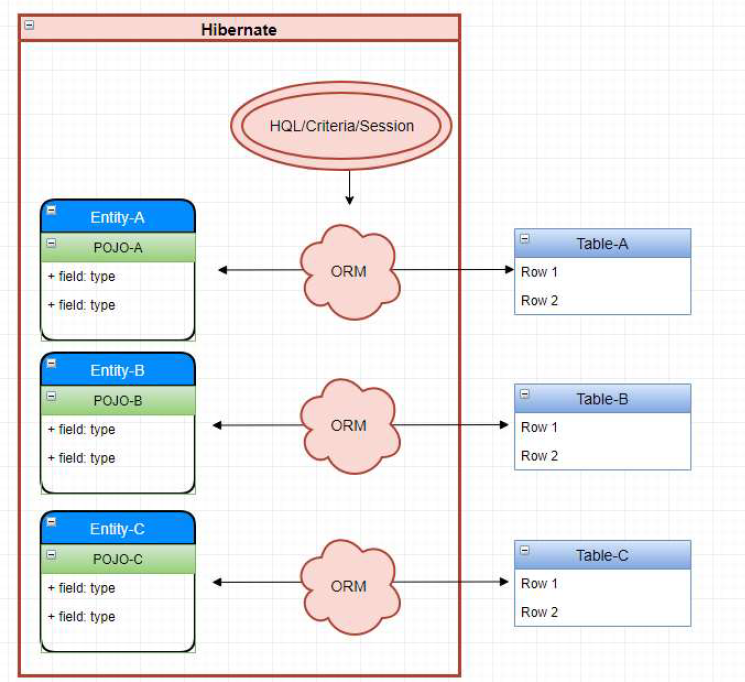 Hibernate
HQL/Criteria/Session
Entity-A
POJO-A
+ field: type
+ field: type
ORM
Table-A
Row 1
Row 2
Entity-B
POJO-B
+ field: type
+ field: type
ORM
Table-B
Row 1
Row 2
Entity-C
POJO-C
+ field: type
+ field: type
ORM
Table-C
Row 1
Row 2